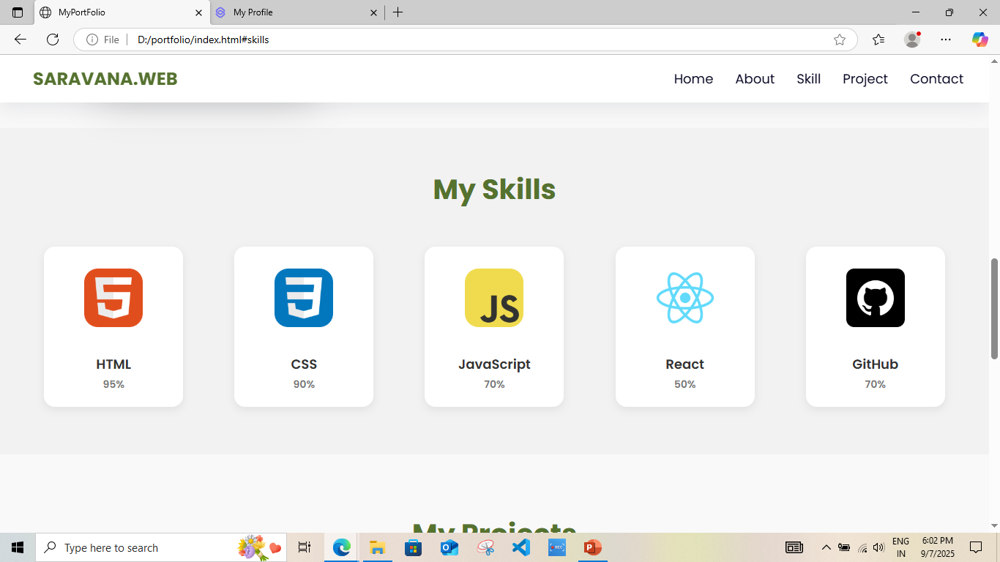 MyPortFolio
My Profile
File
D:/portfolio/index.html#skills
SARAVANA.WEB
Home About Skill Project Contact
My Skills
JS
HTML CSS JavaScript React GitHub
95% 90% 70% 50% 70%
My Projects
Type here to search
REC
P
ENG
IN
6:02 PM
9/7/2025